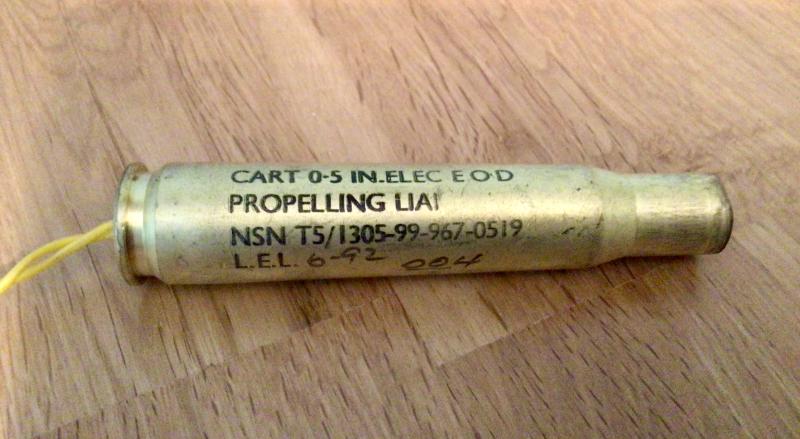 CART 0·5 IN.ELEC E·O·D
PROPELLING L1A1
NSN T5/1305-99-967-0519
L.E.L. 6-92 004